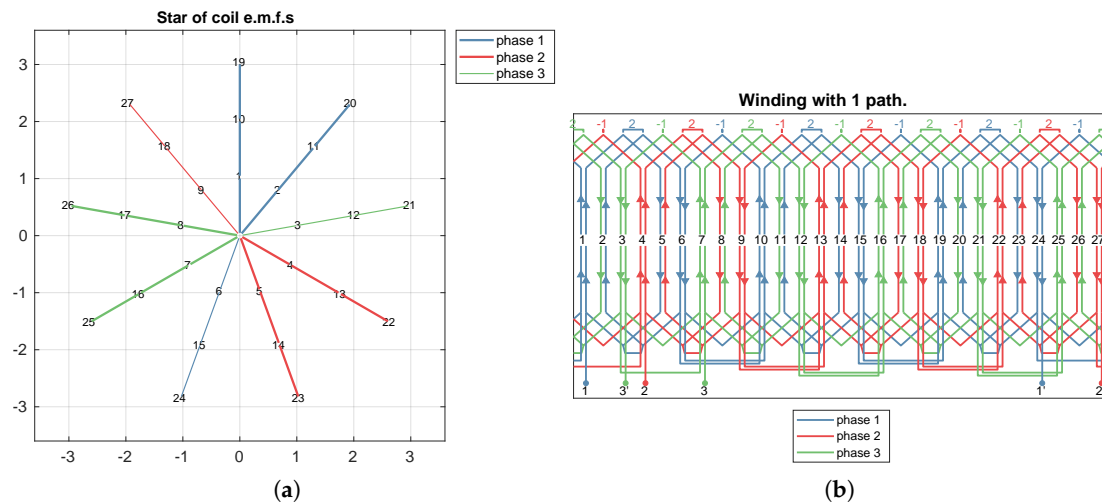 Star of coil e.m.f.s
phase 1
phase 2
phase 3
3
2
1
0
-1
-2
-3
-3 -2 -1 0 1 2 3
19
27 20
10
18 11
1
9 2
26 17 8 3 12 21
7 4
25 16 6 5 13 22
15 14
24 23
(a)
Winding with 1 path.
2 -1 2 -1 2 -1 2 -1 2 -1 2 -1 2 -1 2 -1 2 -1
1 2 3 4 5 6 7 8 9 10 11 12 13 14 15 16 17 18 19 20 21 22 23 24 25 26 27
1 3' 2 3 1' 2'
phase 1
phase 2
phase 3
(b)